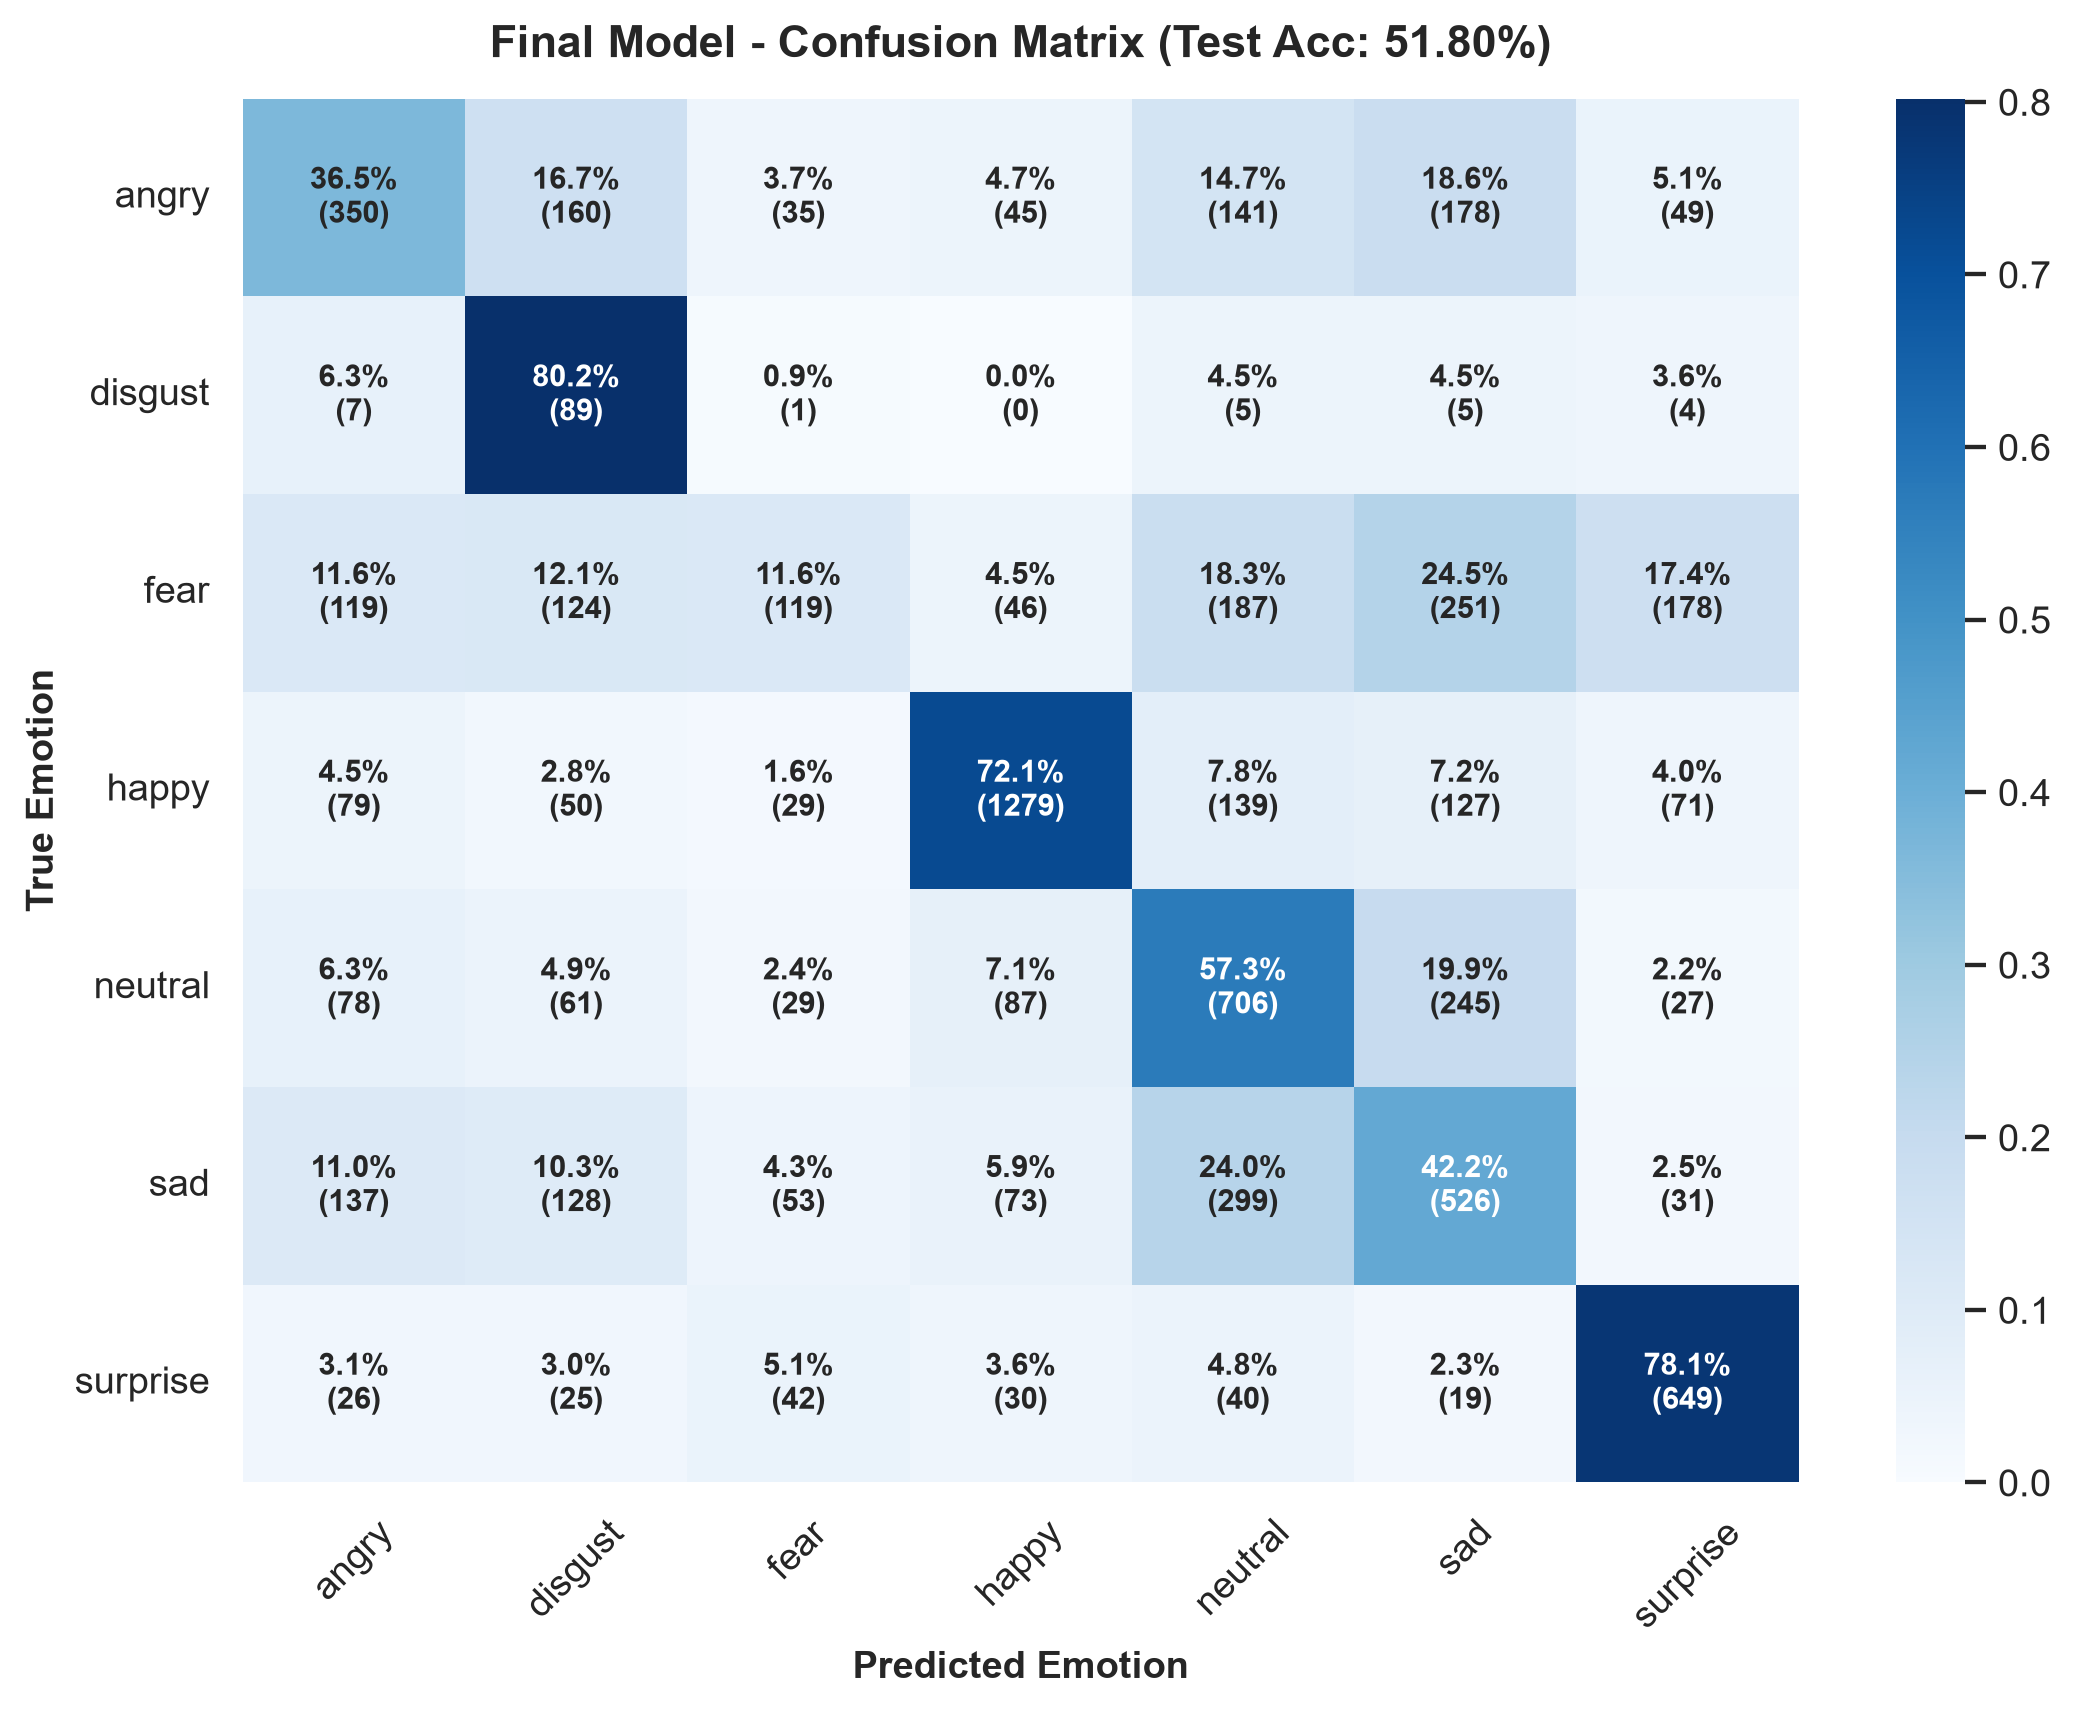 Final Model - Confusion Matrix (Test Acc: 51.80%)
True Emotion
angry
36.5% 16.7% 3.7% 4.7% 14.7% 18.6% 5.1%
(350) (160) (35) (45) (141) (178) (49)
disgust
6.3% 80.2% 0.9% 0.0% 4.5% 4.5% 3.6%
(7) (89) (1) (0) (5) (5) (4)
fear
11.6% 12.1% 11.6% 4.5% 18.3% 24.5% 17.4%
(119) (124) (119) (46) (187) (251) (178)
happy
4.5% 2.8% 1.6% 72.1% 7.8% 7.2% 4.0%
(79) (50) (29) (1279) (139) (127) (71)
neutral
6.3% 4.9% 2.4% 7.1% 57.3% 19.9% 2.2%
(78) (61) (29) (87) (706) (245) (27)
sad
11.0% 10.3% 4.3% 5.9% 24.0% 42.2% 2.5%
(137) (128) (53) (73) (299) (526) (31)
surprise
3.1% 3.0% 5.1% 3.6% 4.8% 2.3% 78.1%
(26) (25) (42) (30) (40) (19) (649)
angry disgust fear happy neutral sad surprise
Predicted Emotion
0.8
0.7
0.6
0.5
0.4
0.3
0.2
0.1
0.0